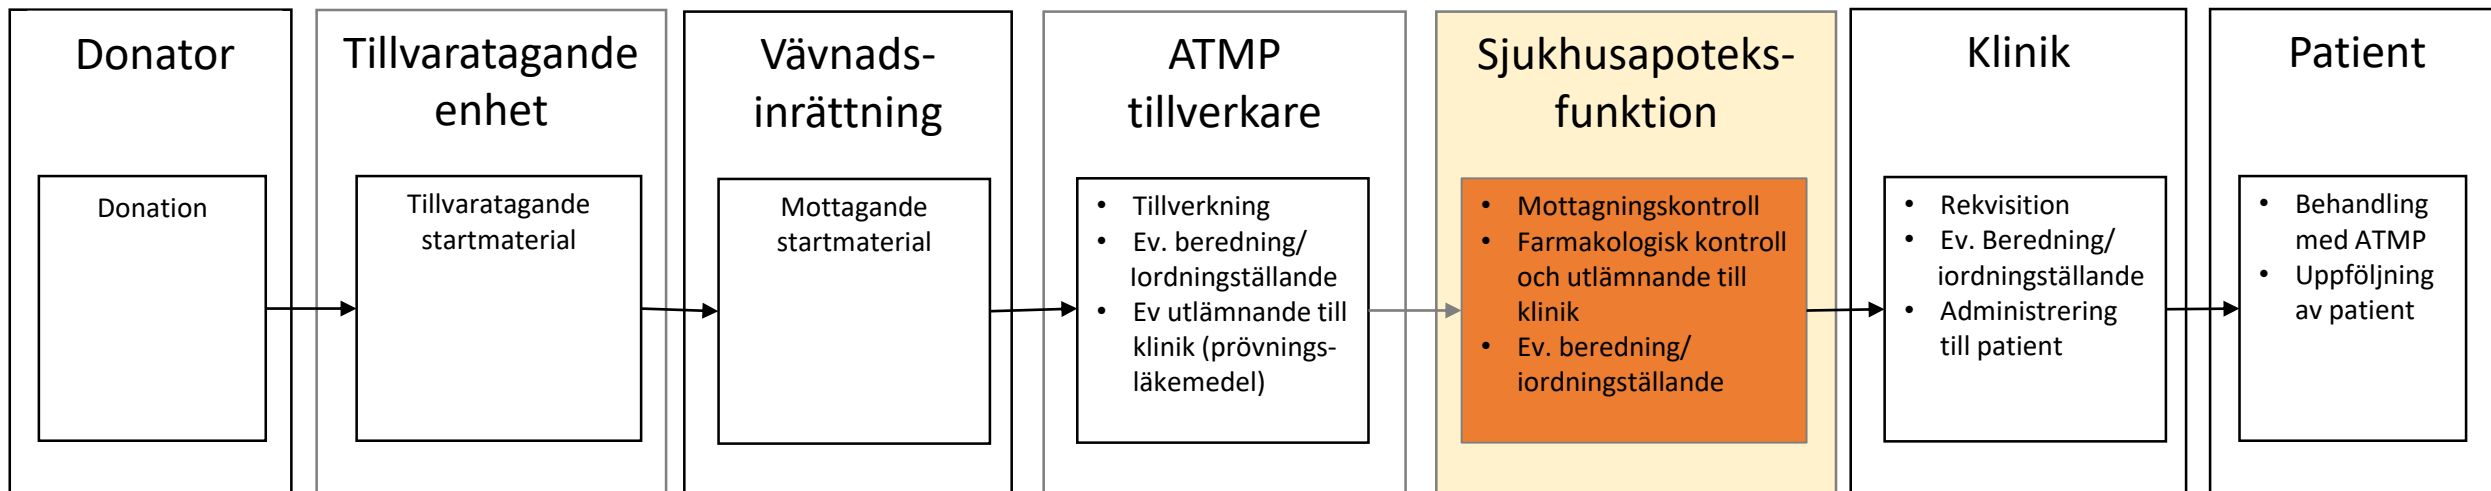 Donator
Donation
Tillvaratagande
enhet
Tillvaratagande
startmaterial
Vävnads-
inrättning
Mottagande
startmaterial
ATMP
tillverkare
• Tillverkning
• Ev. beredning/
Iordningställande
• Ev utlämnande till
klinik (prövnings-
läkemedel)
Sjukhusapoteks-
funktion
• Mottagningskontroll
• Farmakologisk kontroll
och utlämnande till
klinik
• Ev. beredning/
iordningställande
Klinik
• Rekvisition
• Ev. Beredning/
iordningställande
• Administrering
till patient
Patient
• Behandling
med ATMP
• Uppföljning
av patient